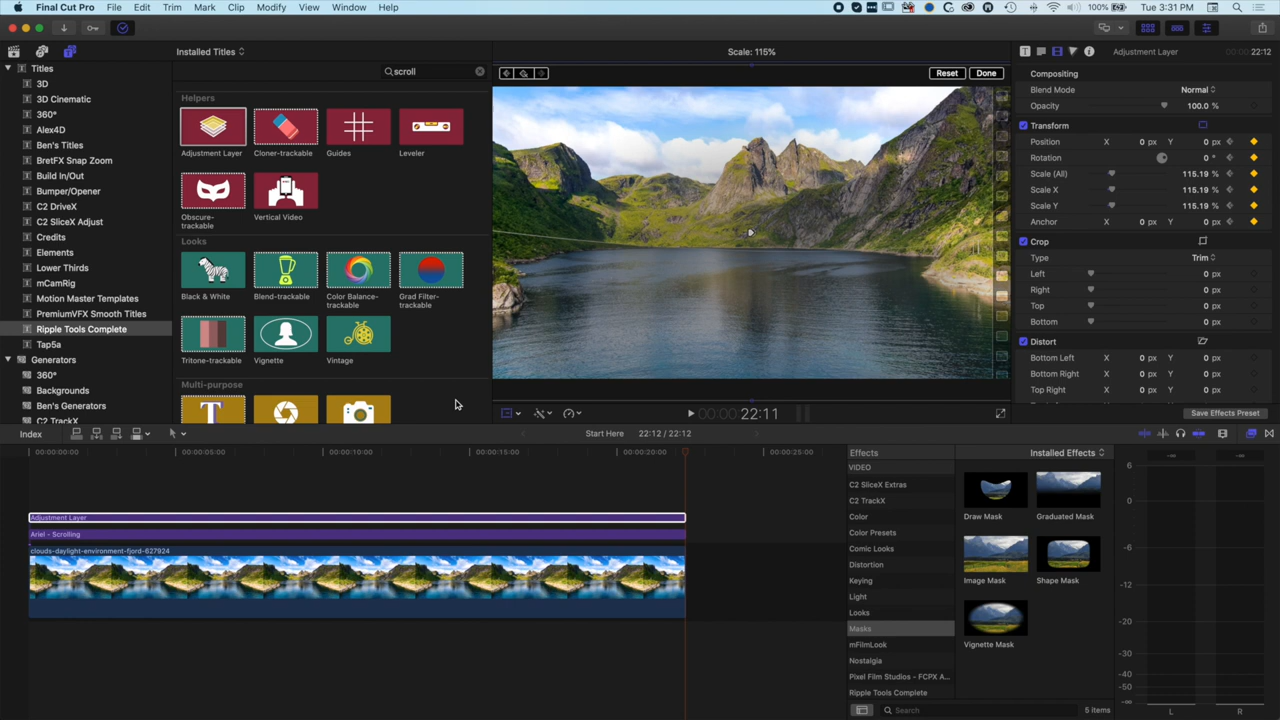 Final Cut Pro File Edit Trim Mark Clip Modify View Window Help 100% Tue 3:31 PM
Installed Titles
Scale: 115%
Adjustment Layer
22:12
Titles
3D
3D Cinematic
360°
Alex4D
Ben's Titles
BretFX Snap Zoom
Build In/Out
Bumper/Opener
C2 DriveX
C2 SliceX Adjust
Credits
Elements
Lower Thirds
mCamRig
Motion Master Templates
PremiumVFX Smooth Titles
Ripple Tools Complete
Tap5a
Generators
360°
Backgrounds
Ben's Generators
C2 TrackX
scroll
Helpers
Adjustment Layer
Cloner-trackable
Guides
Leveler
Obscure-
trackable
Vertical Video
Looks
Black & White
Blend-trackable
Color Balance-
trackable
Grad Filter-
trackable
Tritone-trackable
Vignette
Vintage
Multi-purpose
T
Reset
Done
00:00:00 22:11
Compositing
Blend Mode Normal
Opacity 100.0 %
Transform
Position X 0 px Y 0 px
Rotation 0 °
Scale (All) 115.19 %
Scale X 115.19 %
Scale Y 115.19 %
Anchor X 0 px Y 0 px
Crop
Type Trim
Left 0 px
Right 0 px
Top 0 px
Bottom 0 px
Distort
Bottom Left X 0 px Y 0 px
Bottom Right X 0 px Y 0 px
Top Right X 0 px Y 0 px
Save Effects Preset
Index
Start Here 22:12 / 22:12
00:00:00:00 00:00:05:00 00:00:10:00 00:00:15:00 00:00:20:00 00:00:25:00
Adjustment Layer
Ariel - Scrolling
clouds-daylight-environment-fjord-627924
Effects
Installed Effects
VIDEO
C2 SliceX Extras
C2 TrackX
Color
Color Presets
Comic Looks
Distortion
Keying
Light
Looks
Masks
mFilmLook
Nostalgia
Pixel Film Studios - FCPX A...
Ripple Tools Complete
Draw Mask
Graduated Mask
Image Mask
Shape Mask
Vignette Mask
Search
5 items
6
0
-6
-12
-20
-30
-40
-50
-∞
-∞ -∞
L R